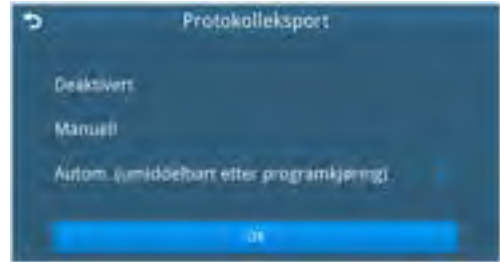 Protokolleksport
Deaktivert
Manuell
Autom. (umiddelbart etter programkjøring)
OK